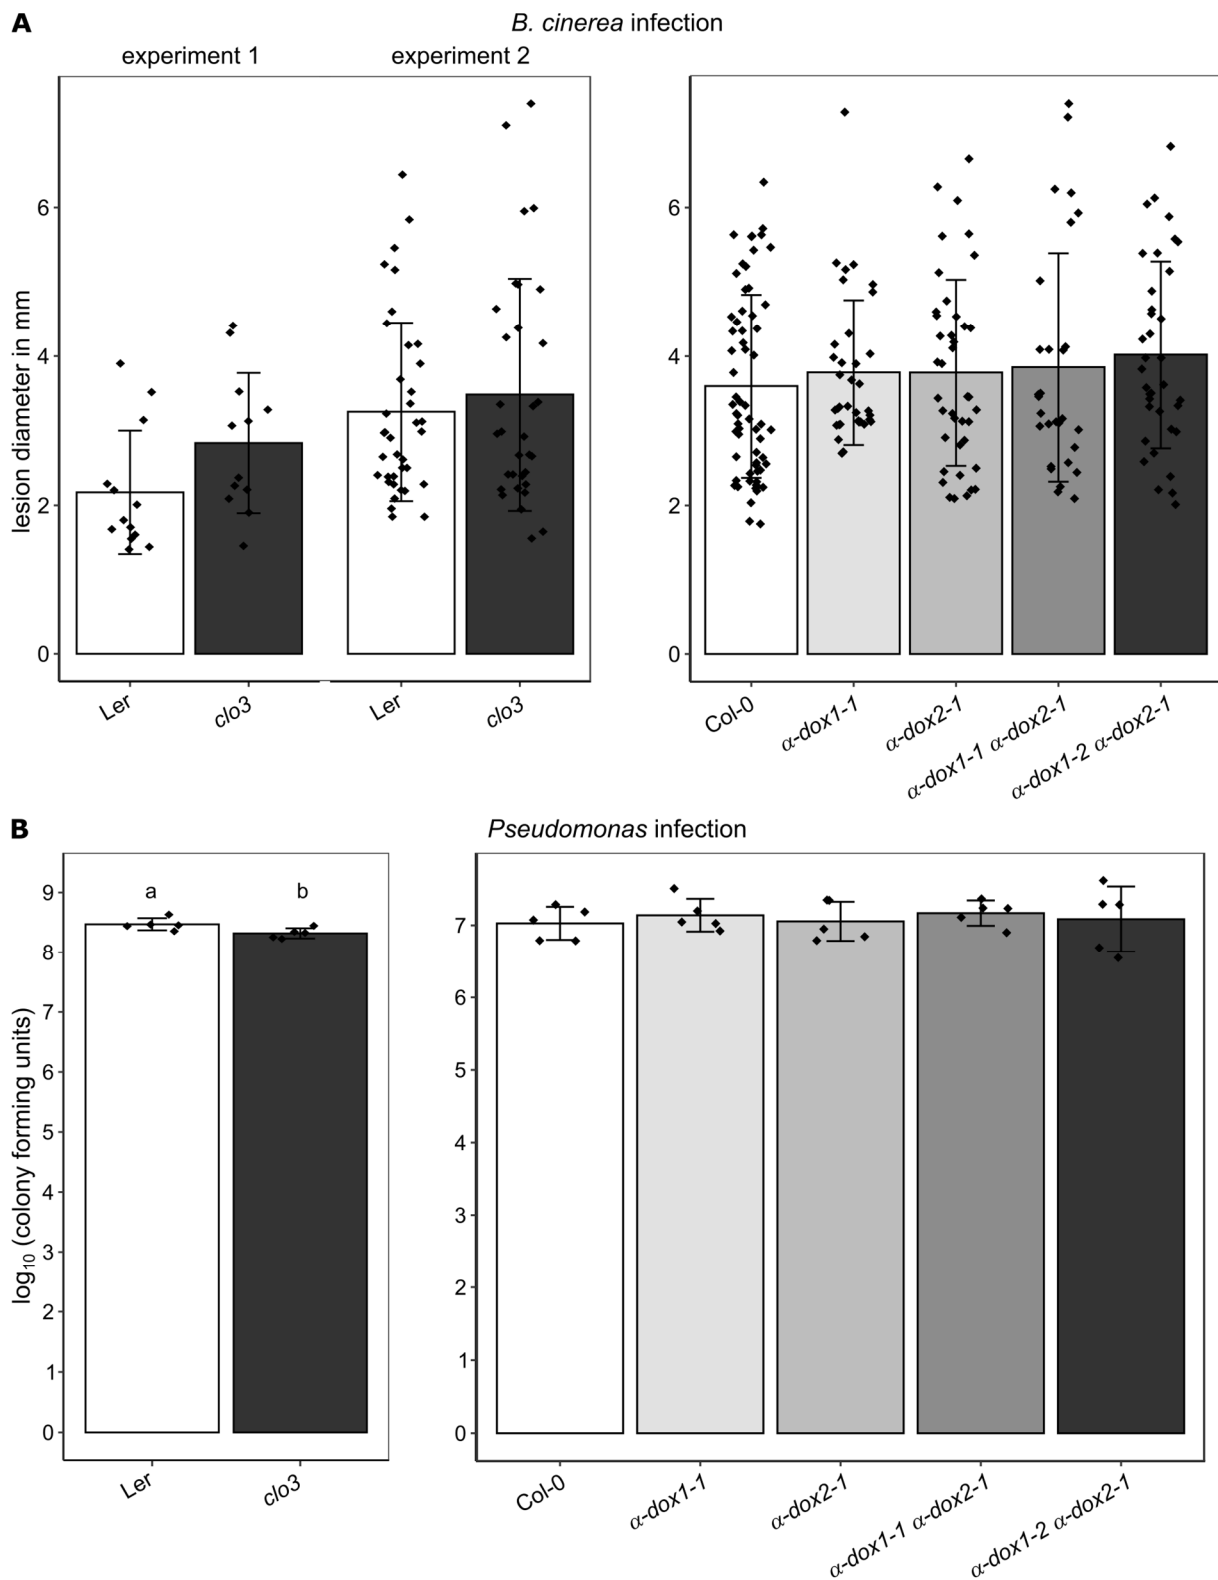 A
B. cinerea infection
experiment 1
experiment 2
lesion diameter in mm
6
4
2
0
Ler
clo3
Ler
clo3
6
4
2
0
Col-0
α-dox1-1
α-dox2-1
α-dox1-1 α-dox2-1
α-dox1-2 α-dox2-1
B
Pseudomonas infection
log₁₀ (colony forming units)
9
8
7
6
5
4
3
2
1
0
a
b
Ler
clo3
7
6
5
4
3
2
1
0
Col-0
α-dox1-1
α-dox2-1
α-dox1-1 α-dox2-1
α-dox1-2 α-dox2-1